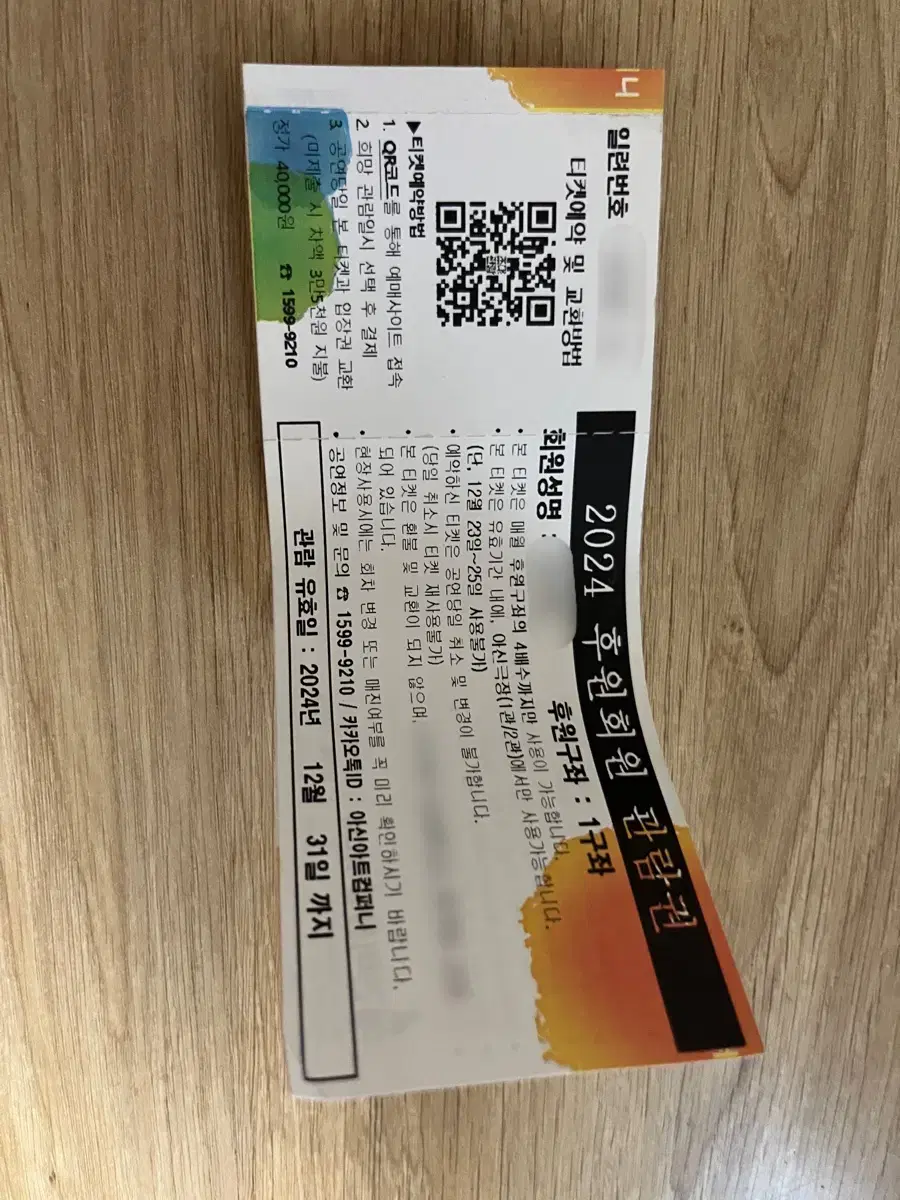 2024 후원회원 관람권
회원성명 :
후원구좌 : 1구좌
• 본 티켓은 매월 후원구좌의 4배수까지만 사용이 가능합니다.
• 본 티켓은 유효기간 내에, 아신극장(1관/2관)에서만 사용가능합니다.
(단, 12월 23일~25일 사용불가)
• 예약하신 티켓은 공연당일 취소 및 변경이 불가합니다.
(당일 취소시 티켓 재사용불가)
• 본 티켓은 환불 및 교환이 되지 않으며,
되어 있습니다.
• 현장사용시에는 회차 변경 또는 매진여부를 꼭 미리 확인하시기 바랍니다.
• 공연정보 및 문의 ☎ 1599-9210 / 카카오톡ID : 아신아트컴퍼니
관람 유효일 : 2024년 12월 31일 까지
니
일련번호
티켓예약 및 교환방법
▶티켓예약방법
1. QR코드를 통해 예매사이트 접속
2. 희망 관람일시 선택 후 결제
3. 공연당일 본 티켓과 입장권 교환
(미제출 시 차액 3만5천원 지불)
정가 40,000원 ☎ 1599-9210